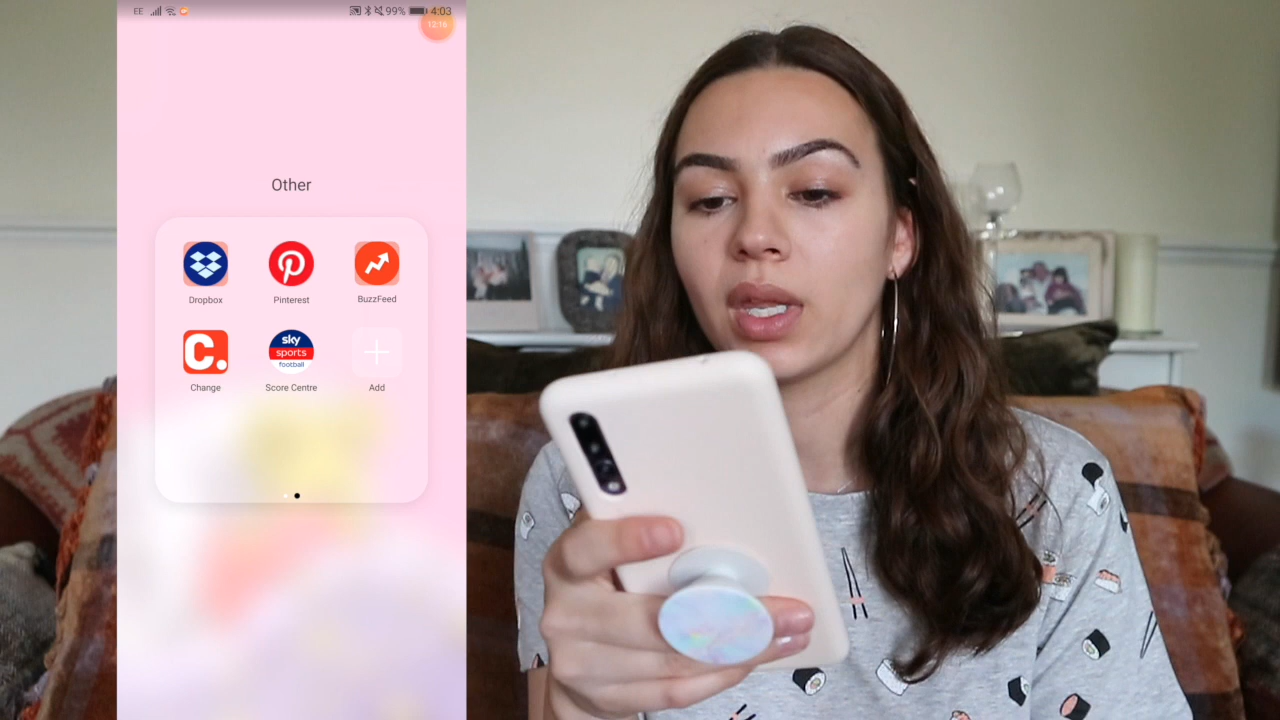 EE 99% 4:03
12:16
Other
Dropbox Pinterest BuzzFeed
C.
sky
sports
football
Change Score Centre Add